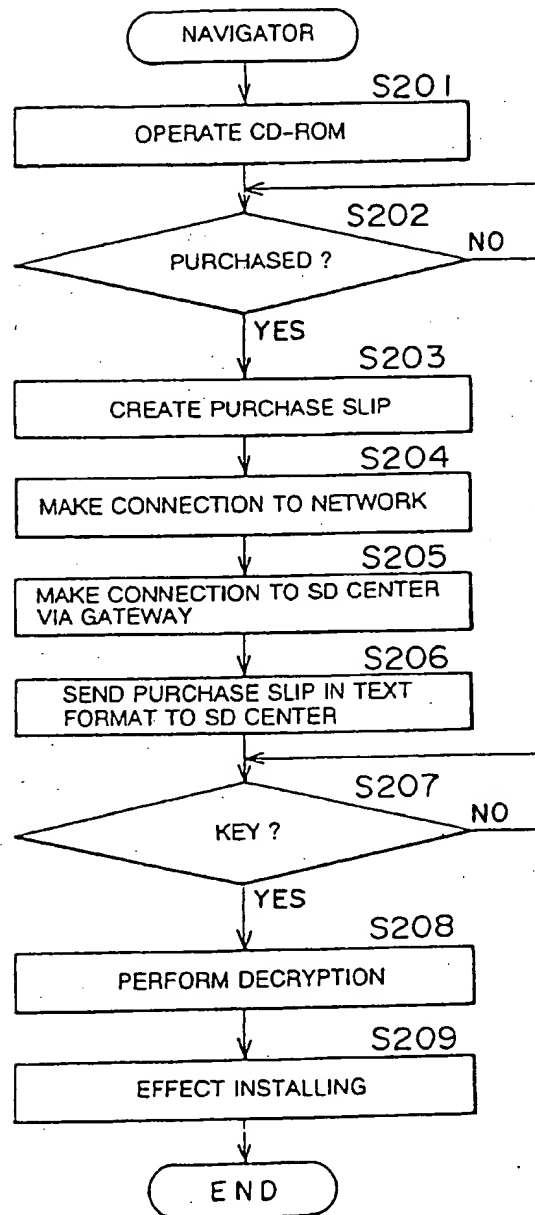 NAVIGATOR
S201
OPERATE CD-ROM
S202
PURCHASED ?
NO
YES
S203
CREATE PURCHASE SLIP
S204
MAKE CONNECTION TO NETWORK
S205
MAKE CONNECTION TO SD CENTER
VIA GATEWAY
S206
SEND PURCHASE SLIP IN TEXT
FORMAT TO SD CENTER
S207
KEY ?
NO
YES
S208
PERFORM DECRYPTION
S209
EFFECT INSTALLING
END